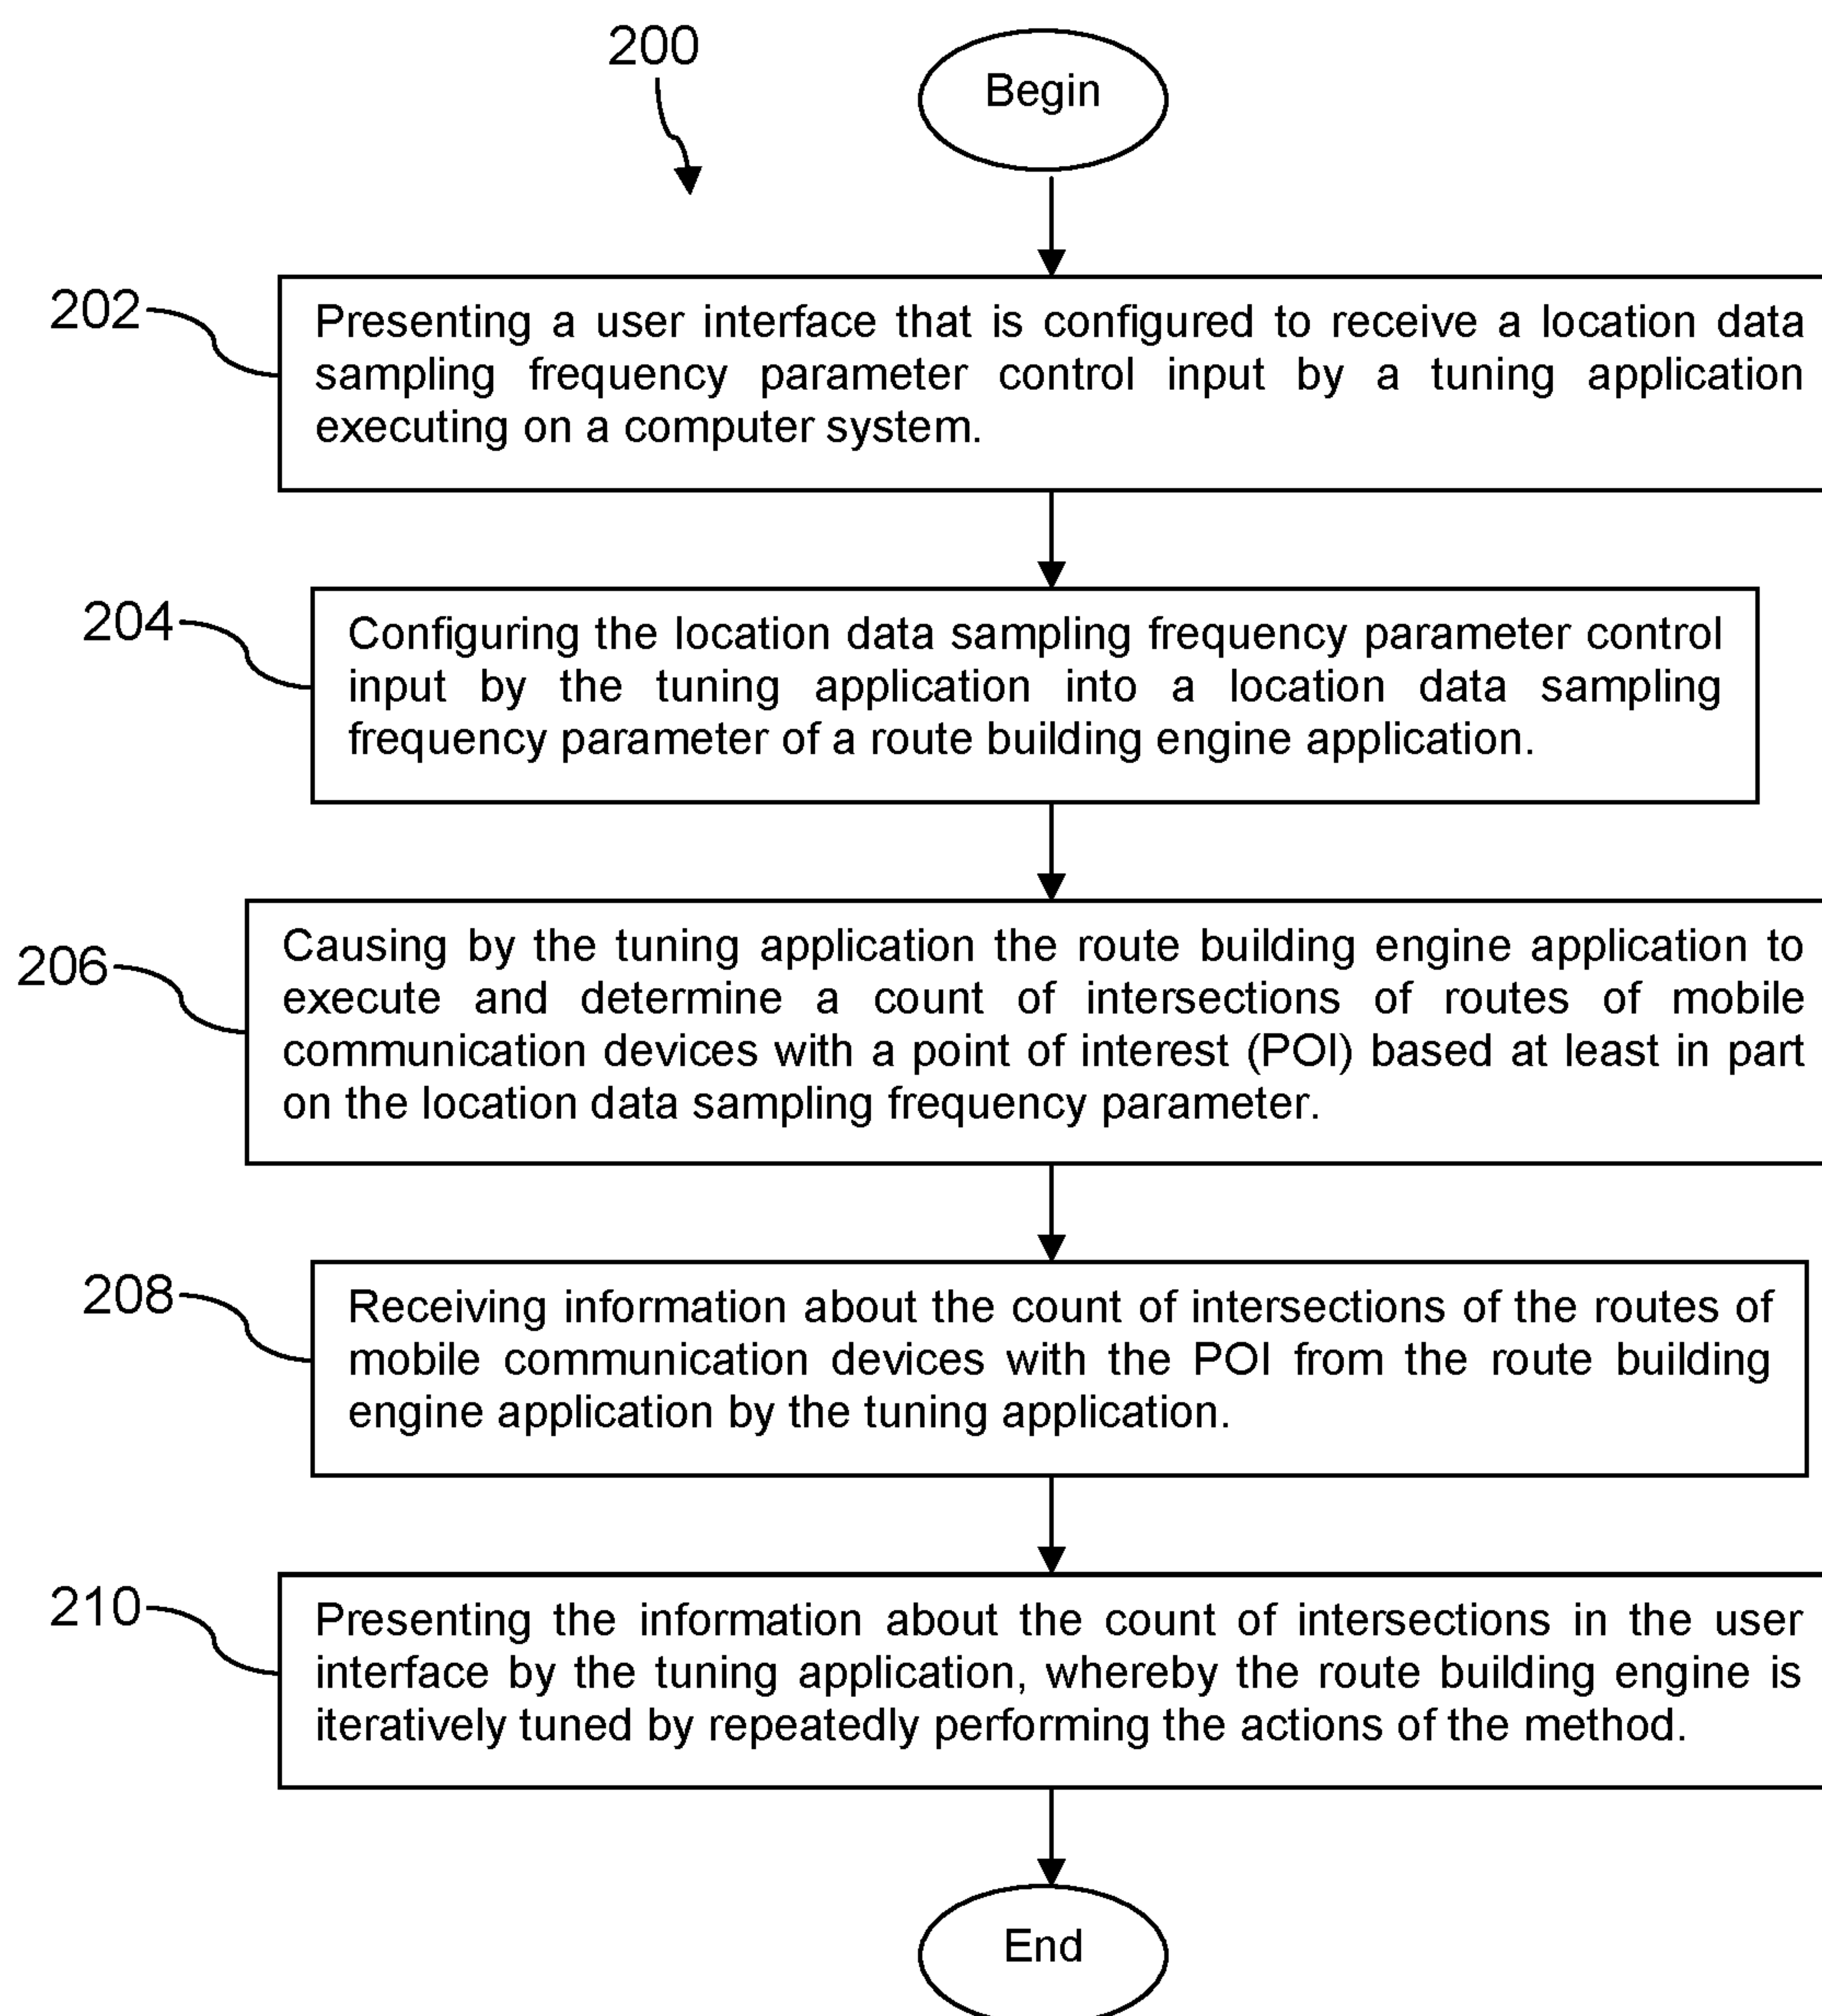 200
Begin
202
Presenting a user interface that is configured to receive a location data
sampling frequency parameter control input by a tuning application
executing on a computer system.
204
Configuring the location data sampling frequency parameter control
input by the tuning application into a location data sampling
frequency parameter of a route building engine application.
206
Causing by the tuning application the route building engine application to
execute and determine a count of intersections of routes of mobile
communication devices with a point of interest (POI) based at least in part
on the location data sampling frequency parameter.
208
Receiving information about the count of intersections of the routes of
mobile communication devices with the POI from the route building
engine application by the tuning application.
210
Presenting the information about the count of intersections in the user
interface by the tuning application, whereby the route building engine is
iteratively tuned by repeatedly performing the actions of the method.
End